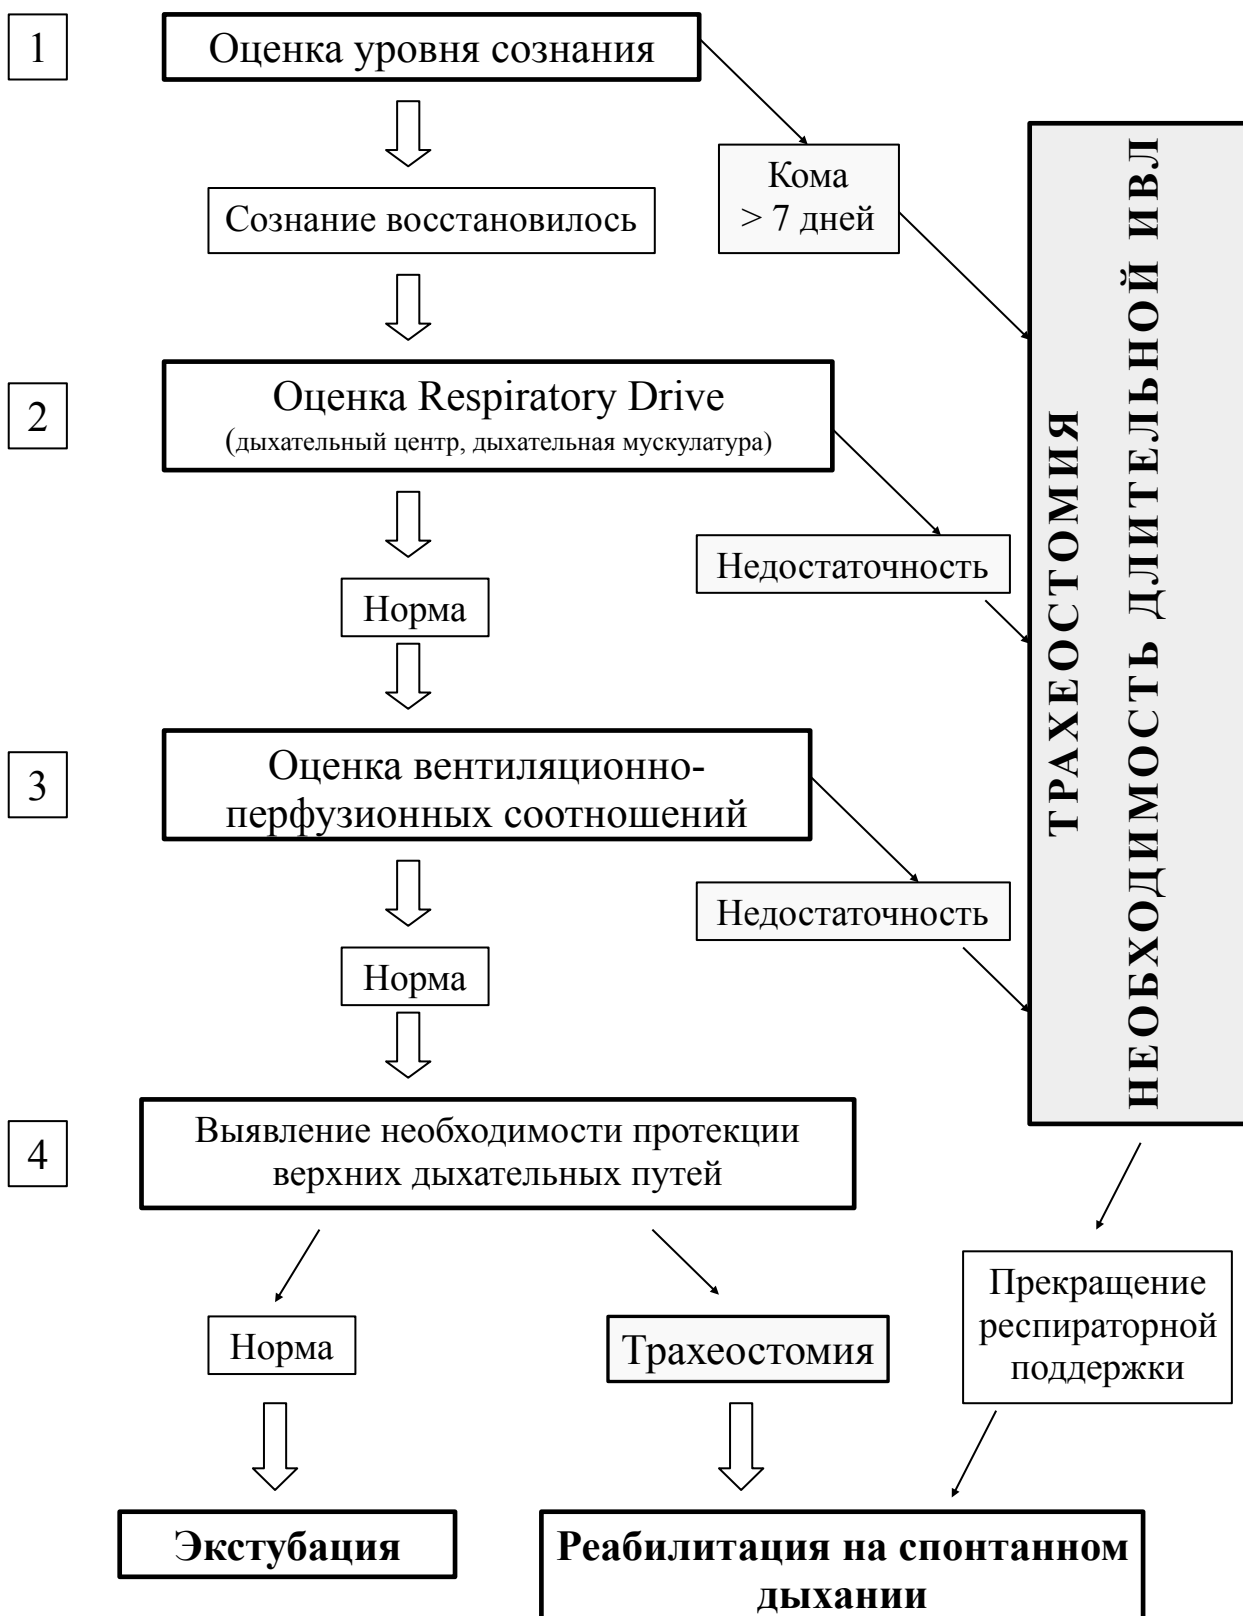 1
Оценка уровня сознания
Кома
> 7 дней
Сознание восстановилось
2
Оценка Respiratory Drive
(дыхательный центр, дыхательная мускулатура)
Недостаточность
Норма
3
Оценка вентиляционно-
перфузионных соотношений
Недостаточность
Норма
ТРАХЕОСТОМИЯ
НЕОБХОДИМОСТЬ ДЛИТЕЛЬНОЙ ИВЛ
4
Выявление необходимости протекции
верхних дыхательных путей
Норма
Трахеостомия
Прекращение
респираторной
поддержки
Экстубация
Реабилитация на спонтанном
дыхании